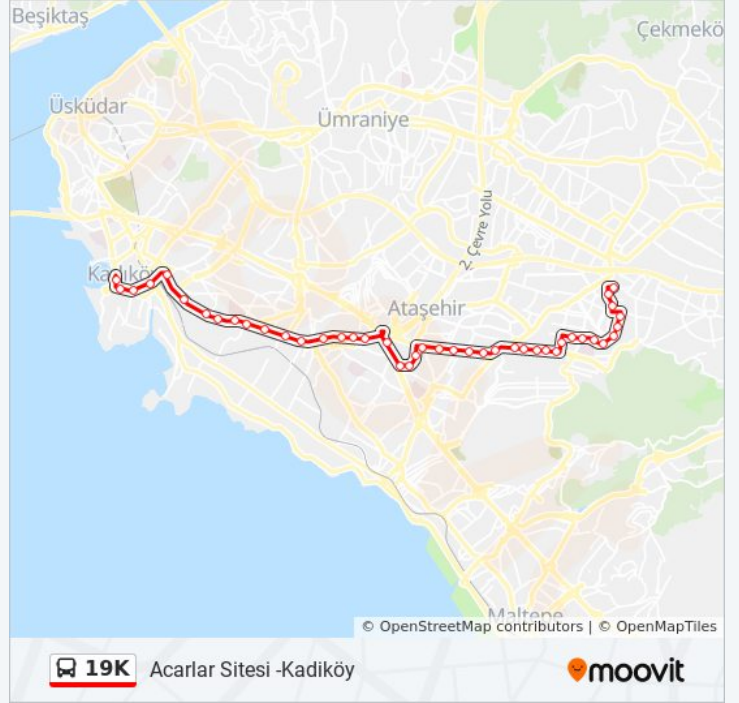 Beşiktaş
Çekmekö
Üsküdar
Ümraniye
2. Çevre Yolu
Kadıköy
Ataşehir
Maltepe
© OpenStreetMap contributors | © OpenMapTiles
19K Acarlar Sitesi -Kadiköy
moovit